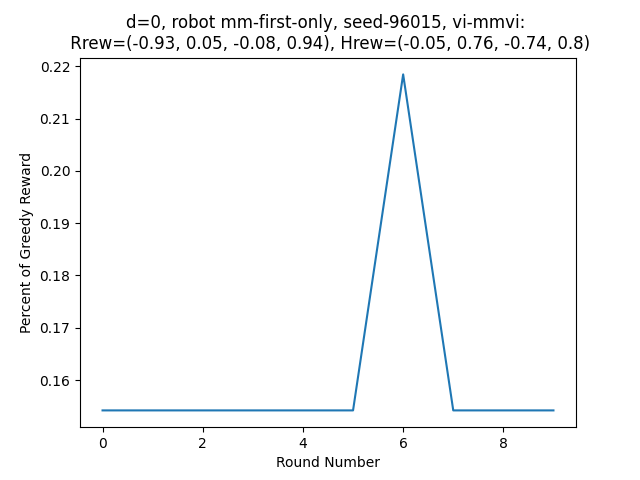 d=0, robot mm-first-only, seed-96015, vi-mmvi:
Rrew=(-0.93, 0.05, -0.08, 0.94), Hrew=(-0.05, 0.76, -0.74, 0.8)
0.22
0.21
0.20
0.19
0.18
0.17
0.16
Percent of Greedy Reward
0 2 4 6 8
Round Number